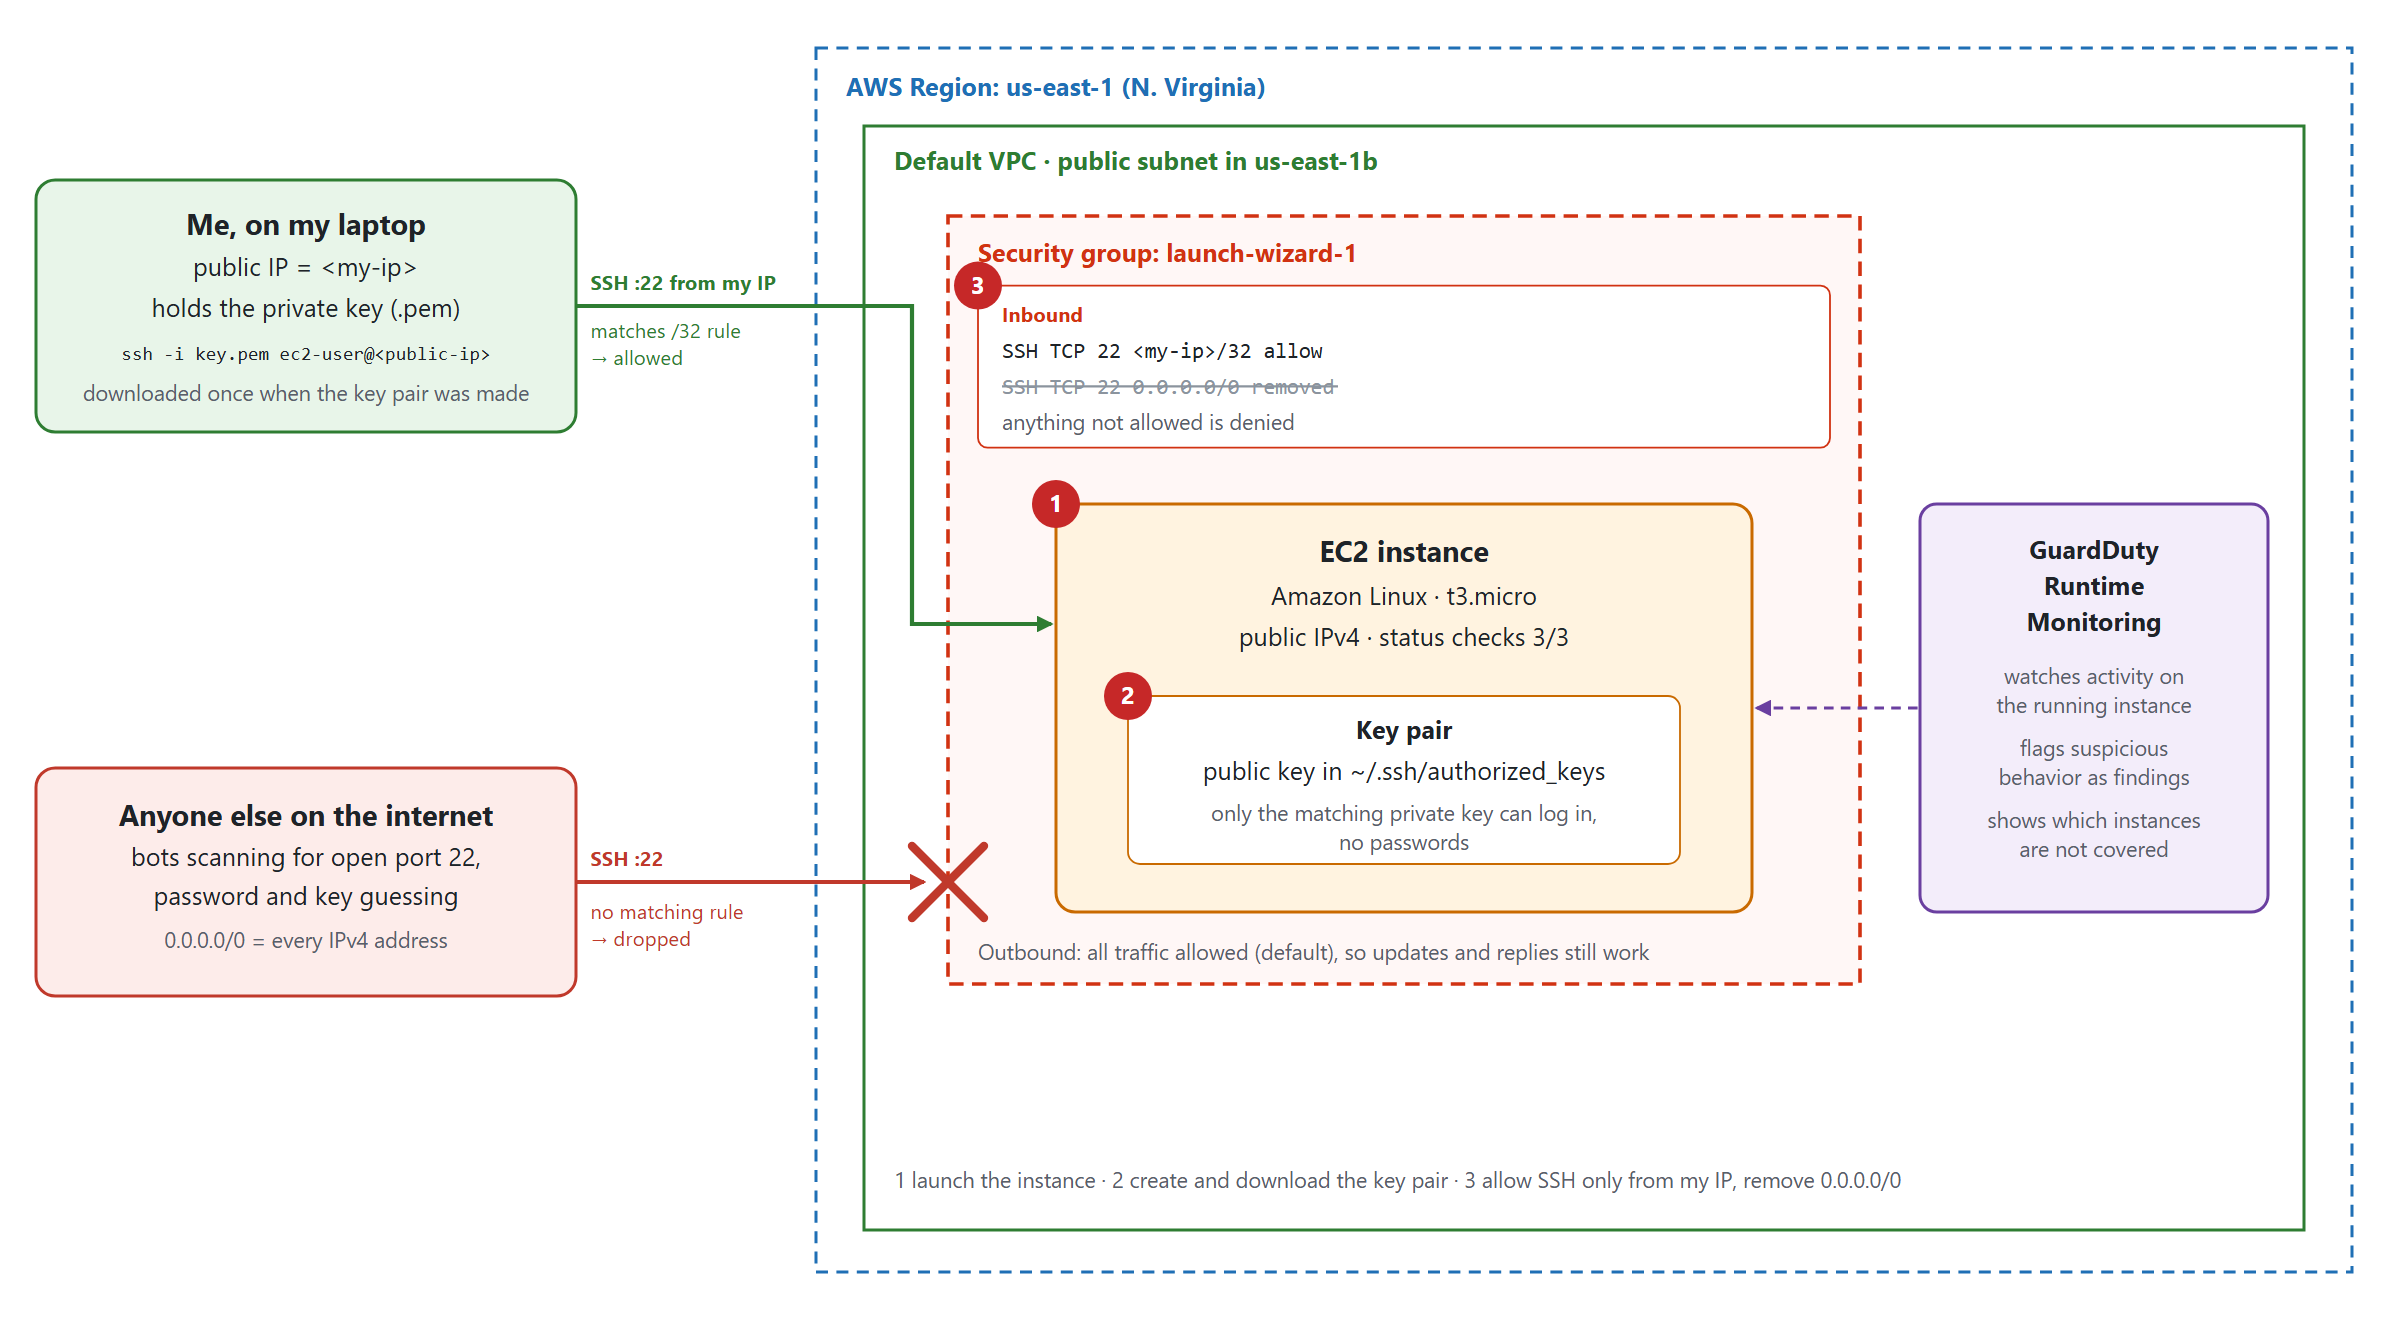 AWS Region: us-east-1 (N. Virginia)
Default VPC · public subnet in us-east-1b
Me, on my laptop
public IP = <my-ip>
holds the private key (.pem)
ssh -i key.pem ec2-user@<public-ip>
downloaded once when the key pair was made
SSH :22 from my IP
matches /32 rule
→ allowed
Security group: launch-wizard-1
3
Inbound
SSH TCP 22 <my-ip>/32 allow
SSH TCP 22 0.0.0.0/0 removed
anything not allowed is denied
1
EC2 instance
Amazon Linux · t3.micro
public IPv4 · status checks 3/3
2
Key pair
public key in ~/.ssh/authorized_keys
only the matching private key can log in,
no passwords
GuardDuty
Runtime
Monitoring
watches activity on
the running instance
flags suspicious
behavior as findings
shows which instances
are not covered
Anyone else on the internet
bots scanning for open port 22,
password and key guessing
0.0.0.0/0 = every IPv4 address
SSH :22
no matching rule
→ dropped
Outbound: all traffic allowed (default), so updates and replies still work
1 launch the instance · 2 create and download the key pair · 3 allow SSH only from my IP, remove 0.0.0.0/0